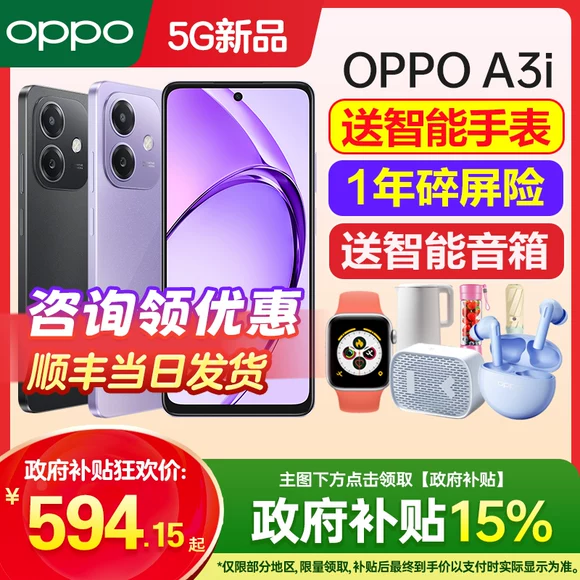 oppo
5G新品
OPPO A3i
送智能手表
1年碎屏险
送智能音箱
咨询领优惠
顺丰当日发货
oppo
政府补贴狂欢价:
¥594.15起
主图下方点击领取【政府补贴】
政府补贴15%
*仅限部分地区,限量领取,补贴后最终到手价以支付时实际显示为准。